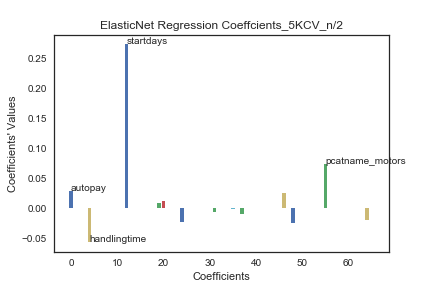 ElasticNet Regression Coeffcients_5KCV_n/2
startdays
0.25
0.20
0.15
0.10
pcatname_motors
0.05
autopay
0.00
handlingtime
−0.05
0
10
20
30
40
50
60
Coefficients' Values
Coefficients